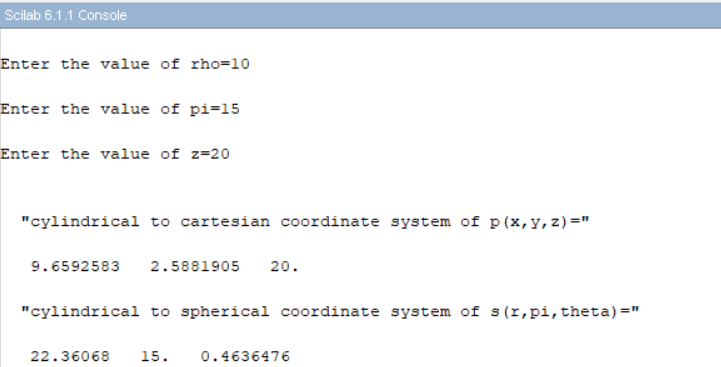 Scilab 6.1.1 Console
Enter the value of rho=10
Enter the value of pi=15
Enter the value of z=20
"cylindrical to cartesian coordinate system of p(x,y,z)="
9.6592583 2.5881905 20.
"cylindrical to spherical coordinate system of s(r,pi,theta)="
22.36068 15. 0.4636476